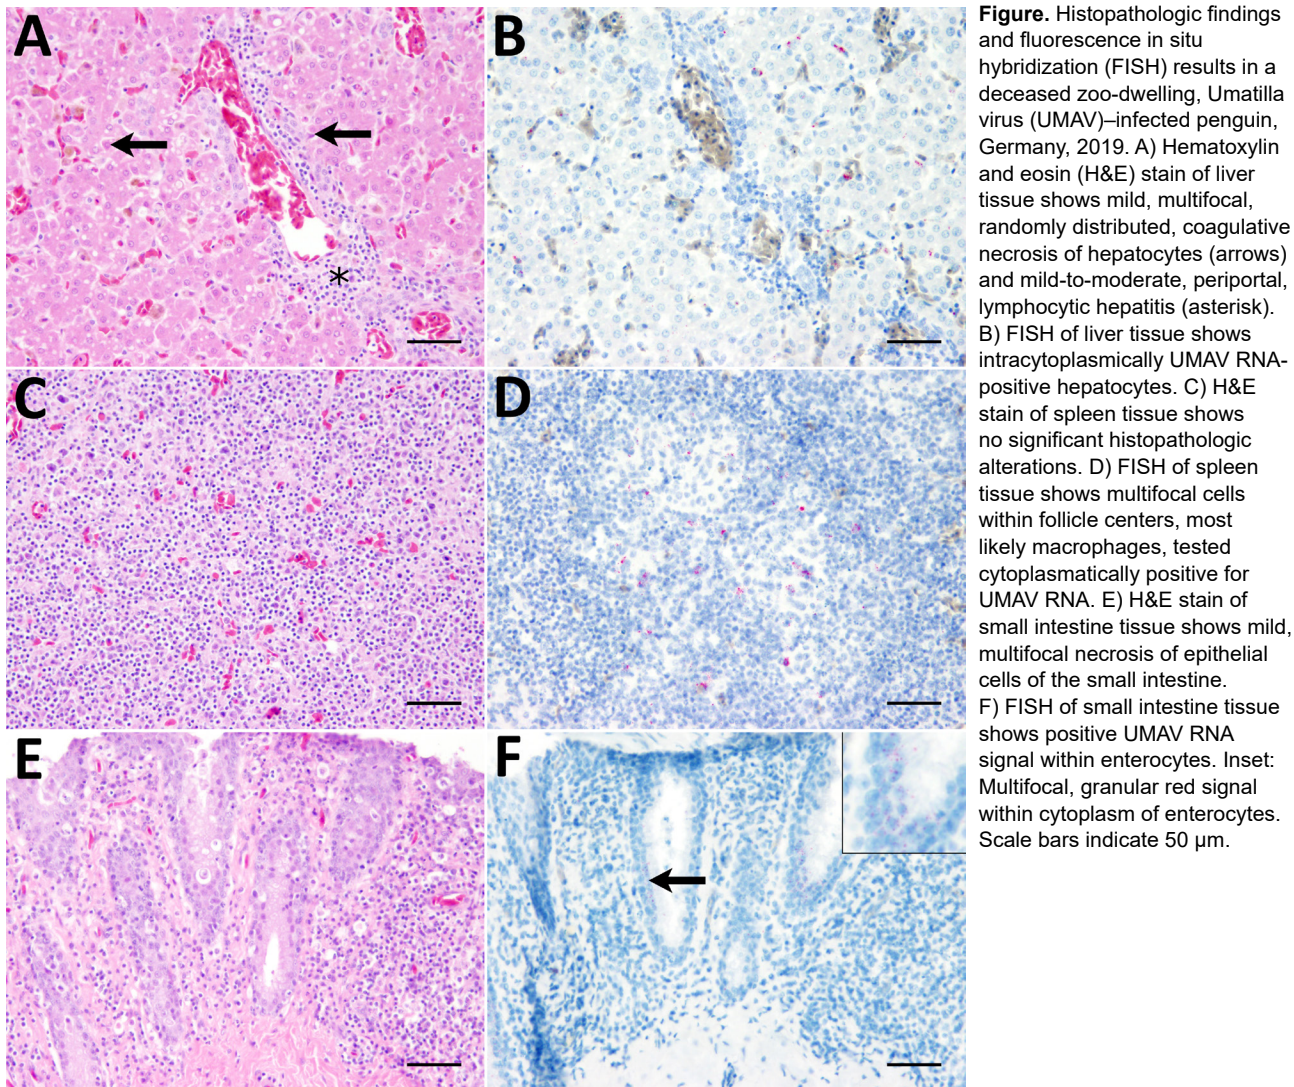 A
B
C
D
E
F
*
Figure. Histopathologic findings
and fluorescence in situ
hybridization (FISH) results in a
deceased zoo-dwelling, Umatilla
virus (UMAV)–infected penguin,
Germany, 2019. A) Hematoxylin
and eosin (H&E) stain of liver
tissue shows mild, multifocal,
randomly distributed, coagulative
necrosis of hepatocytes (arrows)
and mild-to-moderate, periportal,
lymphocytic hepatitis (asterisk).
B) FISH of liver tissue shows
intracytoplasmically UMAV RNA-
positive hepatocytes. C) H&E
stain of spleen tissue shows
no significant histopathologic
alterations. D) FISH of spleen
tissue shows multifocal cells
within follicle centers, most
likely macrophages, tested
cytoplasmatically positive for
UMAV RNA. E) H&E stain of
small intestine tissue shows mild,
multifocal necrosis of epithelial
cells of the small intestine.
F) FISH of small intestine tissue
shows positive UMAV RNA
signal within enterocytes. Inset:
Multifocal, granular red signal
within cytoplasm of enterocytes.
Scale bars indicate 50 µm.